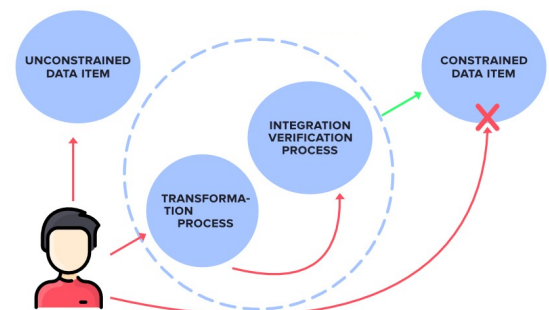 UNCONSTRAINED
DATA ITEM
CONSTRAINED
DATA ITEM
INTEGRATION
VERIFICATION
PROCESS
TRANSFORMA-
TION
PROCESS